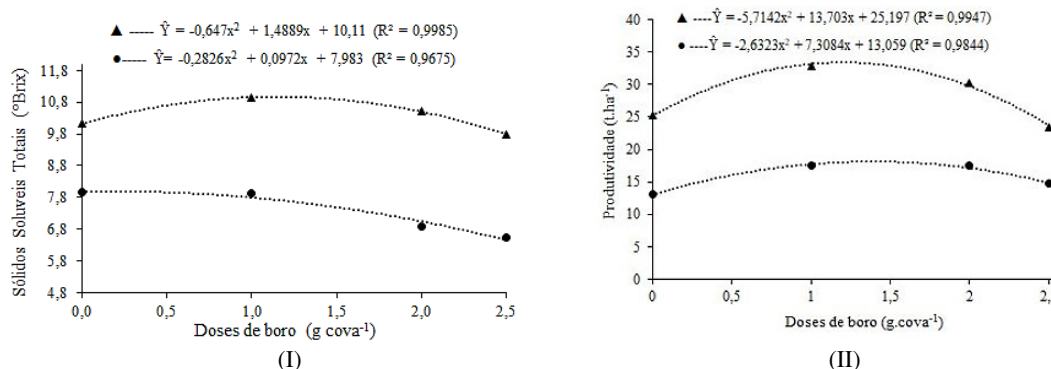 ▲ ----- Ŷ = -0,647x² + 1,4889x + 10,11 (R² = 0,9985)
●----- Ŷ= -0,2826x² + 0,0972x + 7,983 (R² = 0,9675)
Sólidos Soluveis Totais (°Brix)
11,8
10,8
9,8
8,8
7,8
6,8
5,8
4,8
0,0 0,5 1,0 1,5 2,0 2,5
Doses de boro (g cova⁻¹)
(I)
▲ ----Ŷ = -5,7142x² + 13,703x + 25,197 (R² = 0,9947)
● ----Ŷ = -2,6323x² + 7,3084x + 13,059 (R² = 0,9844)
Produtividade (t.ha⁻¹)
40
35
30
25
20
15
10
5
0
0 0,5 1 1,5 2 2,5
Doses de boro (g.cova⁻¹)
(II)